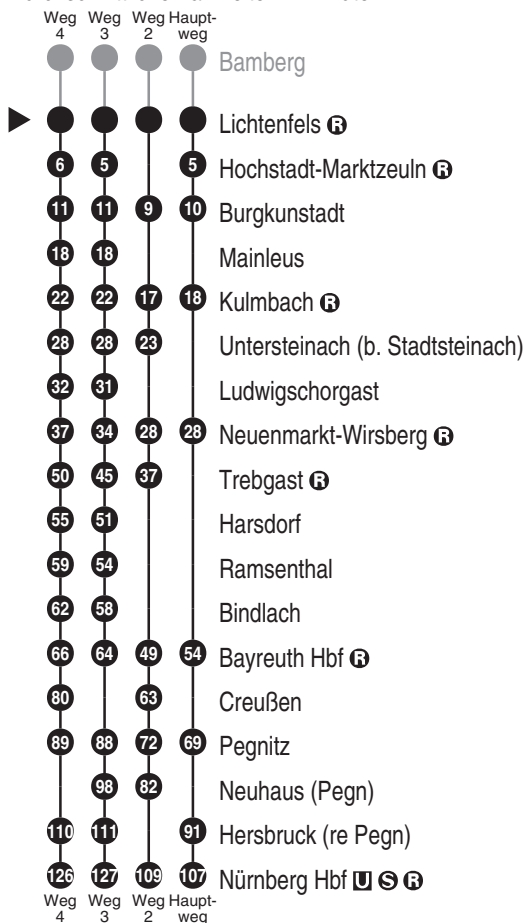 Weg Weg Weg Haupt-
4 3 2 weg
Bamberg
Lichtenfels R
6 5 5 Hochstadt-Marktzeuln R
11 11 9 10 Burgkunstadt
18 18 Mainleus
22 22 17 18 Kulmbach R
28 28 23 Untersteinach (b. Stadtsteinach)
32 31 Ludwigschorgast
37 34 28 28 Neuenmarkt-Wirsberg R
50 45 37 Trebgast R
55 51 Harsdorf
59 54 Ramsenthal
62 58 Bindlach
66 64 49 54 Bayreuth Hbf R
80 63 Creußen
89 88 72 69 Pegnitz
98 82 Neuhaus (Pegn)
110 111 91 Hersbruck (re Pegn)
126 127 109 107 Nürnberg Hbf U S R
Weg Weg Weg Haupt-
4 3 2 weg